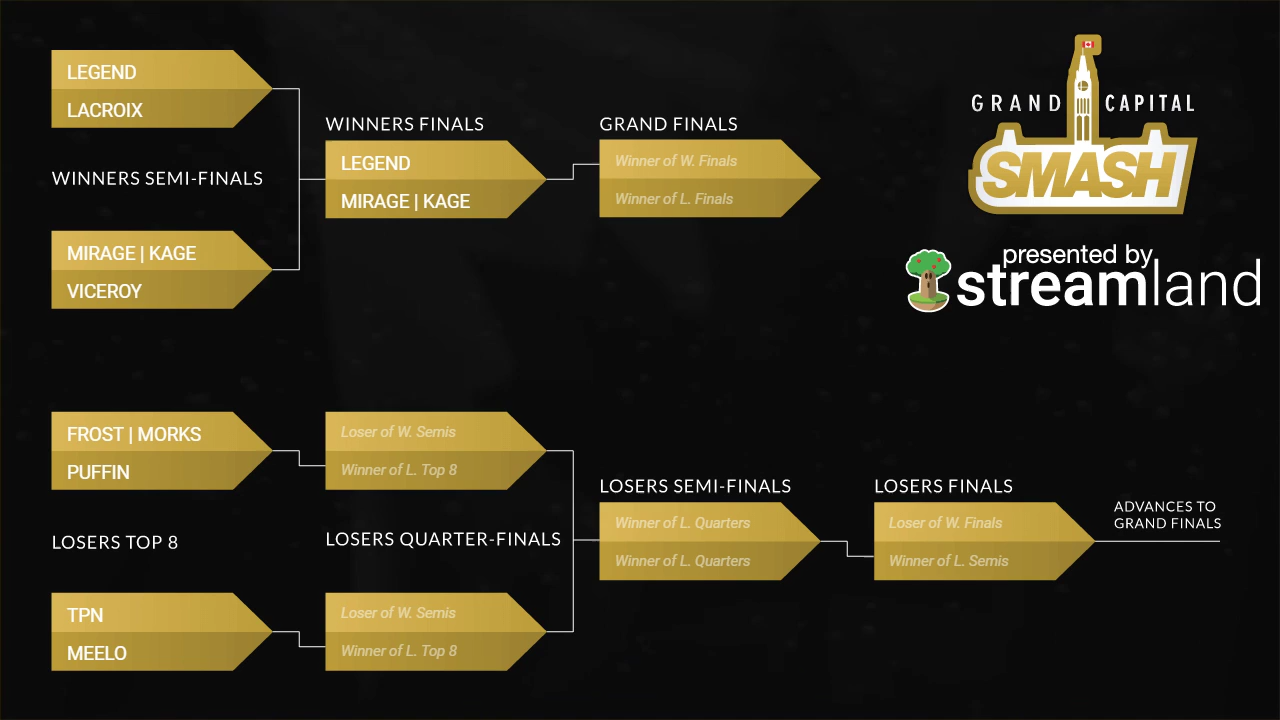 LEGEND
LACROIX
WINNERS SEMI-FINALS
MIRAGE | KAGE
VICEROY
WINNERS FINALS
LEGEND
MIRAGE | KAGE
GRAND FINALS
Winner of W. Finals
Winner of L. Finals
GRAND CAPITAL
SMASH
presented by
streamland
FROST | MORKS
PUFFIN
LOSERS TOP 8
TPN
MEELO
Loser of W. Semis
Winner of L. Top 8
LOSERS QUARTER-FINALS
Loser of W. Semis
Winner of L. Top 8
LOSERS SEMI-FINALS
Winner of L. Quarters
Winner of L. Quarters
LOSERS FINALS
Loser of W. Finals
Winner of L. Semis
ADVANCES TO
GRAND FINALS